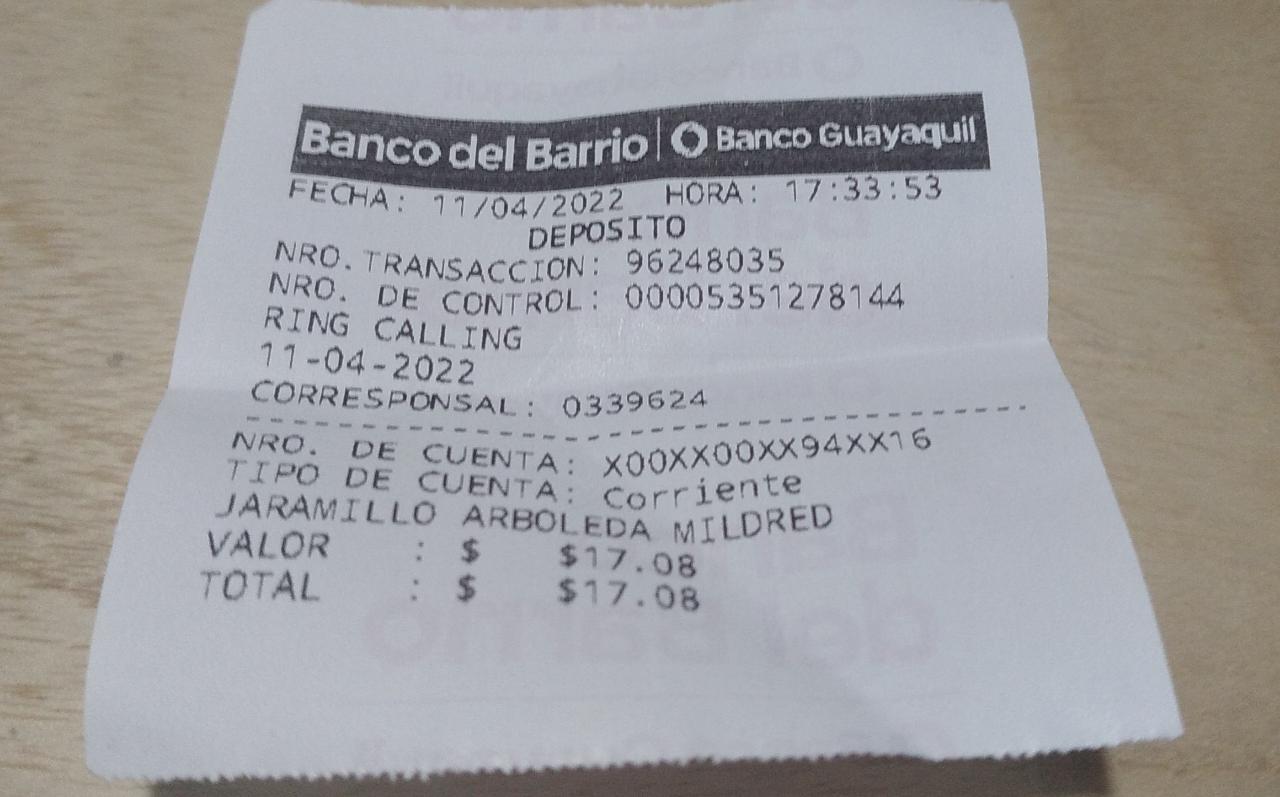 Banco del Barrio | Banco Guayaquil
FECHA: 11/04/2022 HORA: 17:33:53
DEPOSITO
NRO. TRANSACCION: 96248035
NRO. DE CONTROL: 00005351278144
RING CALLING
11-04-2022
CORRESPONSAL: 0339624
NRO. DE CUENTA: X00XX00XX94XX16
TIPO DE CUENTA: Corriente
JARAMILLO ARBOLEDA MILDRED
VALOR : $ $17.08
TOTAL : $ $17.08
del Barrio